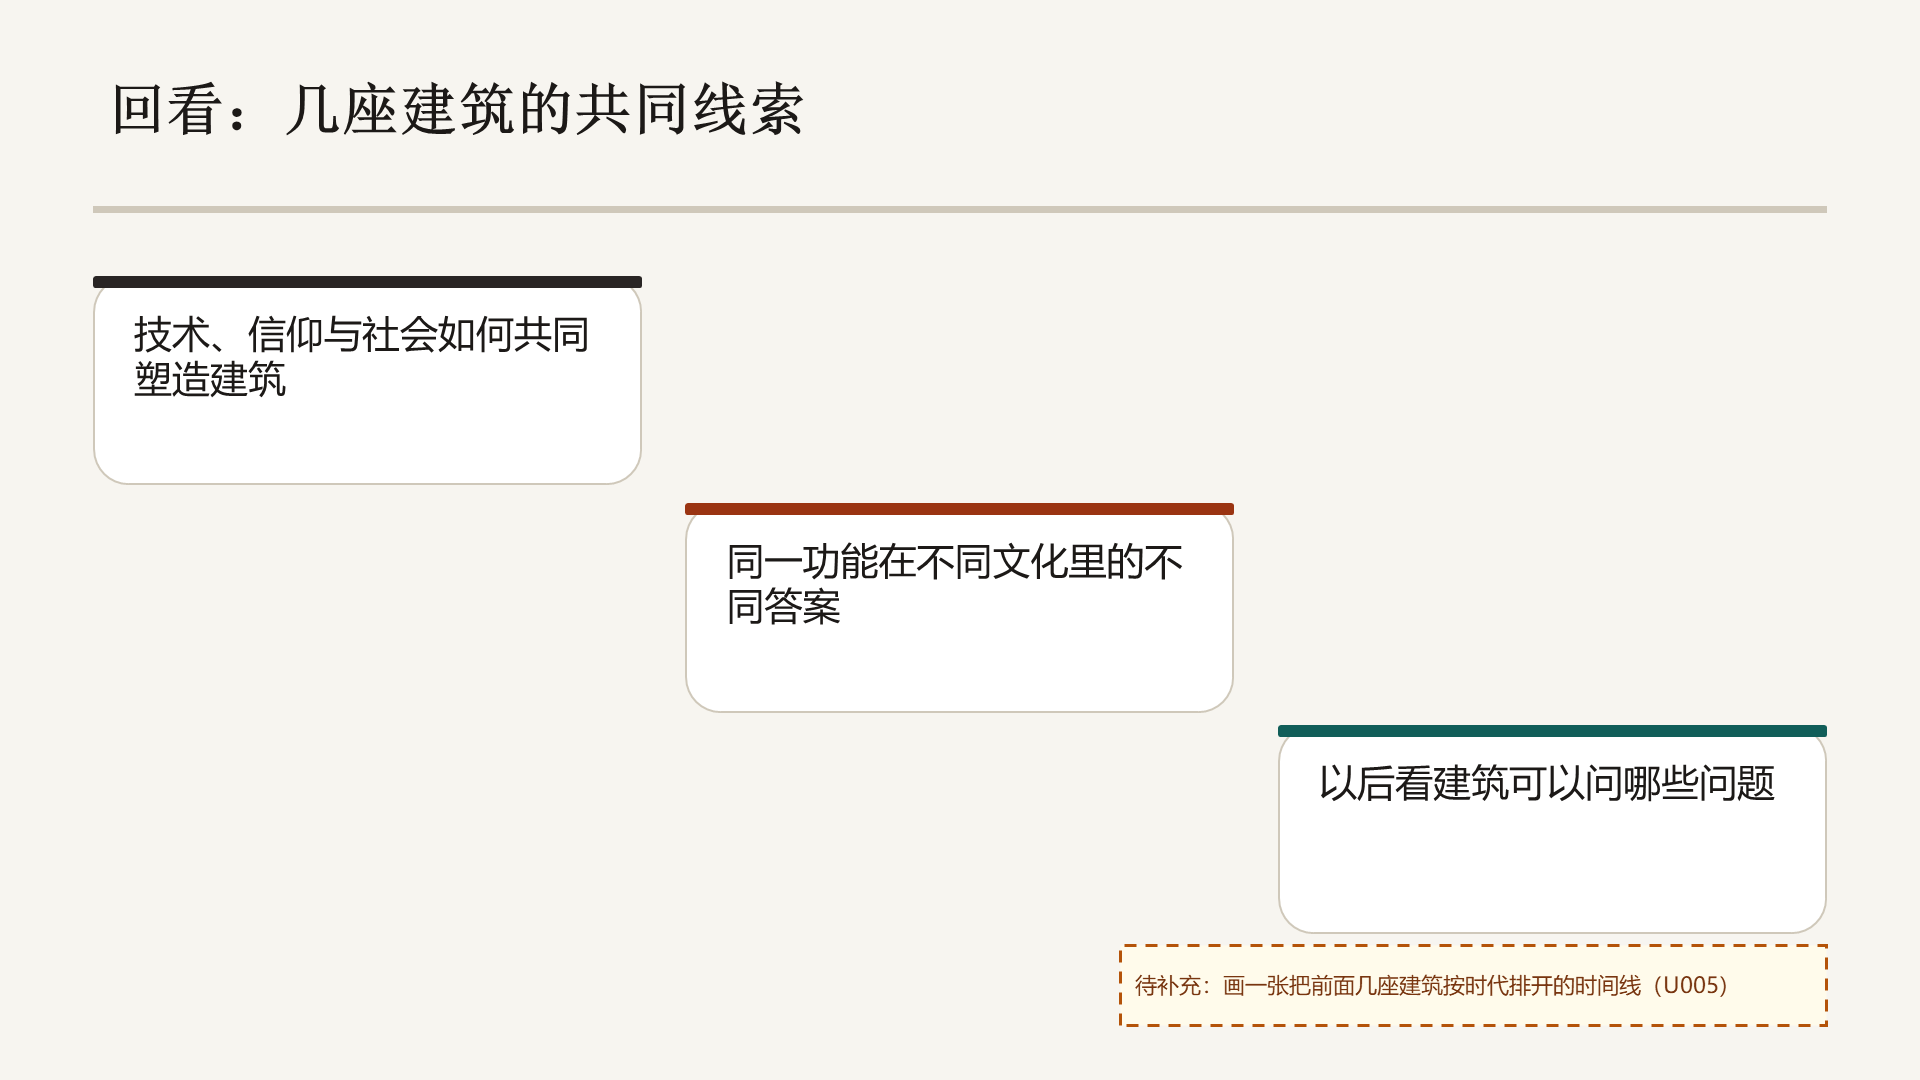 回看：几座建筑的共同线索
技术、信仰与社会如何共同
塑造建筑
同一功能在不同文化里的不
同答案
以后看建筑可以问哪些问题
待补充：画一张把前面几座建筑按时代排开的时间线（U005）